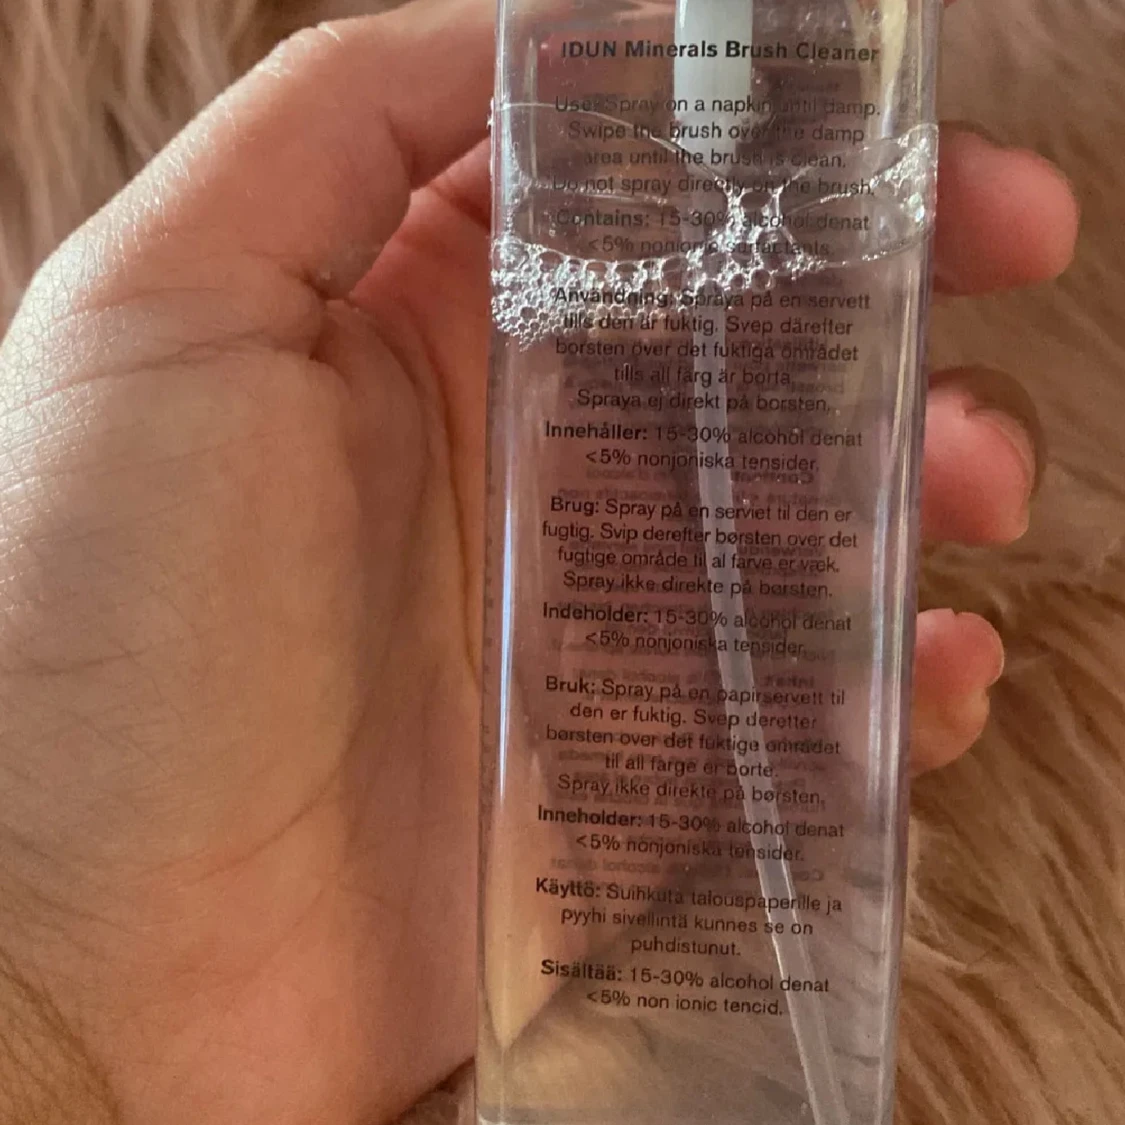 IDUN Minerals Brush Cleaner
Use: Spray on a napkin until damp.
Swipe the brush over the damp
area until the brush is clean.
Do not spray directly on the brush.
Contains: 15-30% alcohol denat
<5% nonionic surfactants.
Användning: Spraya på en servett
tills den är fuktig. Svep därefter
borsten över det fuktiga området
tills all färg är borta.
Spraya ej direkt på borsten.
Innehåller: 15-30% alcohol denat
<5% nonjoniska tensider.
Brug: Spray på en serviet til den er
fugtig. Svip derefter børsten over det
fugtige område til al farve er væk.
Spray ikke direkte på børsten.
Indeholder: 15-30% alcohol denat
<5% nonjoniska tensider.
Bruk: Spray på en papirservett til
den er fuktig. Svep deretter
børsten over det fuktige området
til all farge er borte.
Spray ikke direkte på børsten.
Inneholder: 15-30% alcohol denat
<5% nonjoniska tensider.
Käyttö: Suihkuta talouspaperille ja
pyyhi sivellintä kunnes se on
puhdistunut.
Sisältää: 15-30% alcohol denat
<5% non ionic tencid.